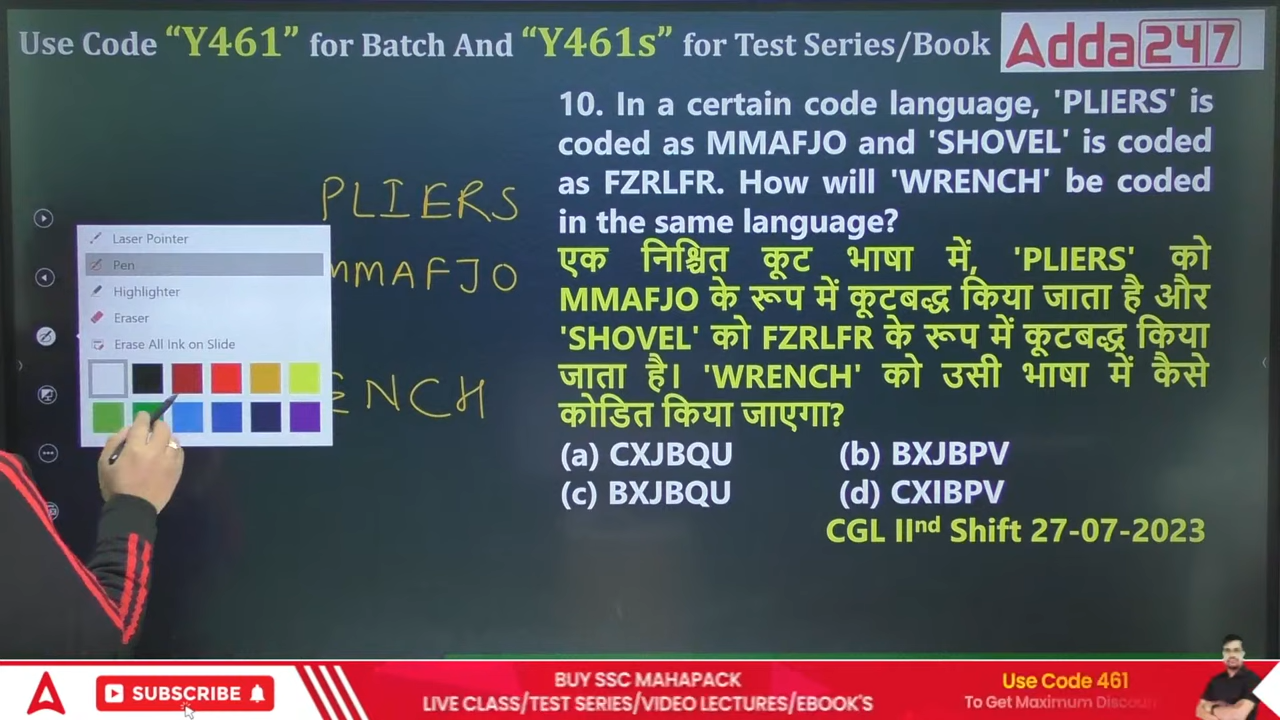 Use Code “Y461” for Batch And “Y461s” for Test Series/Book
Adda247
10. In a certain code language, 'PLIERS' is
coded as MMAFJO and 'SHOVEL' is coded
as FZRLFR. How will 'WRENCH' be coded
in the same language?
एक निश्चित कूट भाषा में, 'PLIERS' को
MMAFJO के रूप में कूटबद्ध किया जाता है और
'SHOVEL' को FZRLFR के रूप में कूटबद्ध किया
जाता है। 'WRENCH' को उसी भाषा में कैसे
कोडित किया जाएगा?
(a) CXJBQU (b) BXJBPV
(c) BXJBQU (d) CXIBPV
CGL IInd Shift 27-07-2023
PLIERS
MMAFJO
ENCH
Laser Pointer
Pen
Highlighter
Eraser
Erase All Ink on Slide
SUBSCRIBE
BUY SSC MAHAPACK
LIVE CLASS/TEST SERIES/VIDEO LECTURES/EBOOK'S
Use Code 461
To Get Maximum